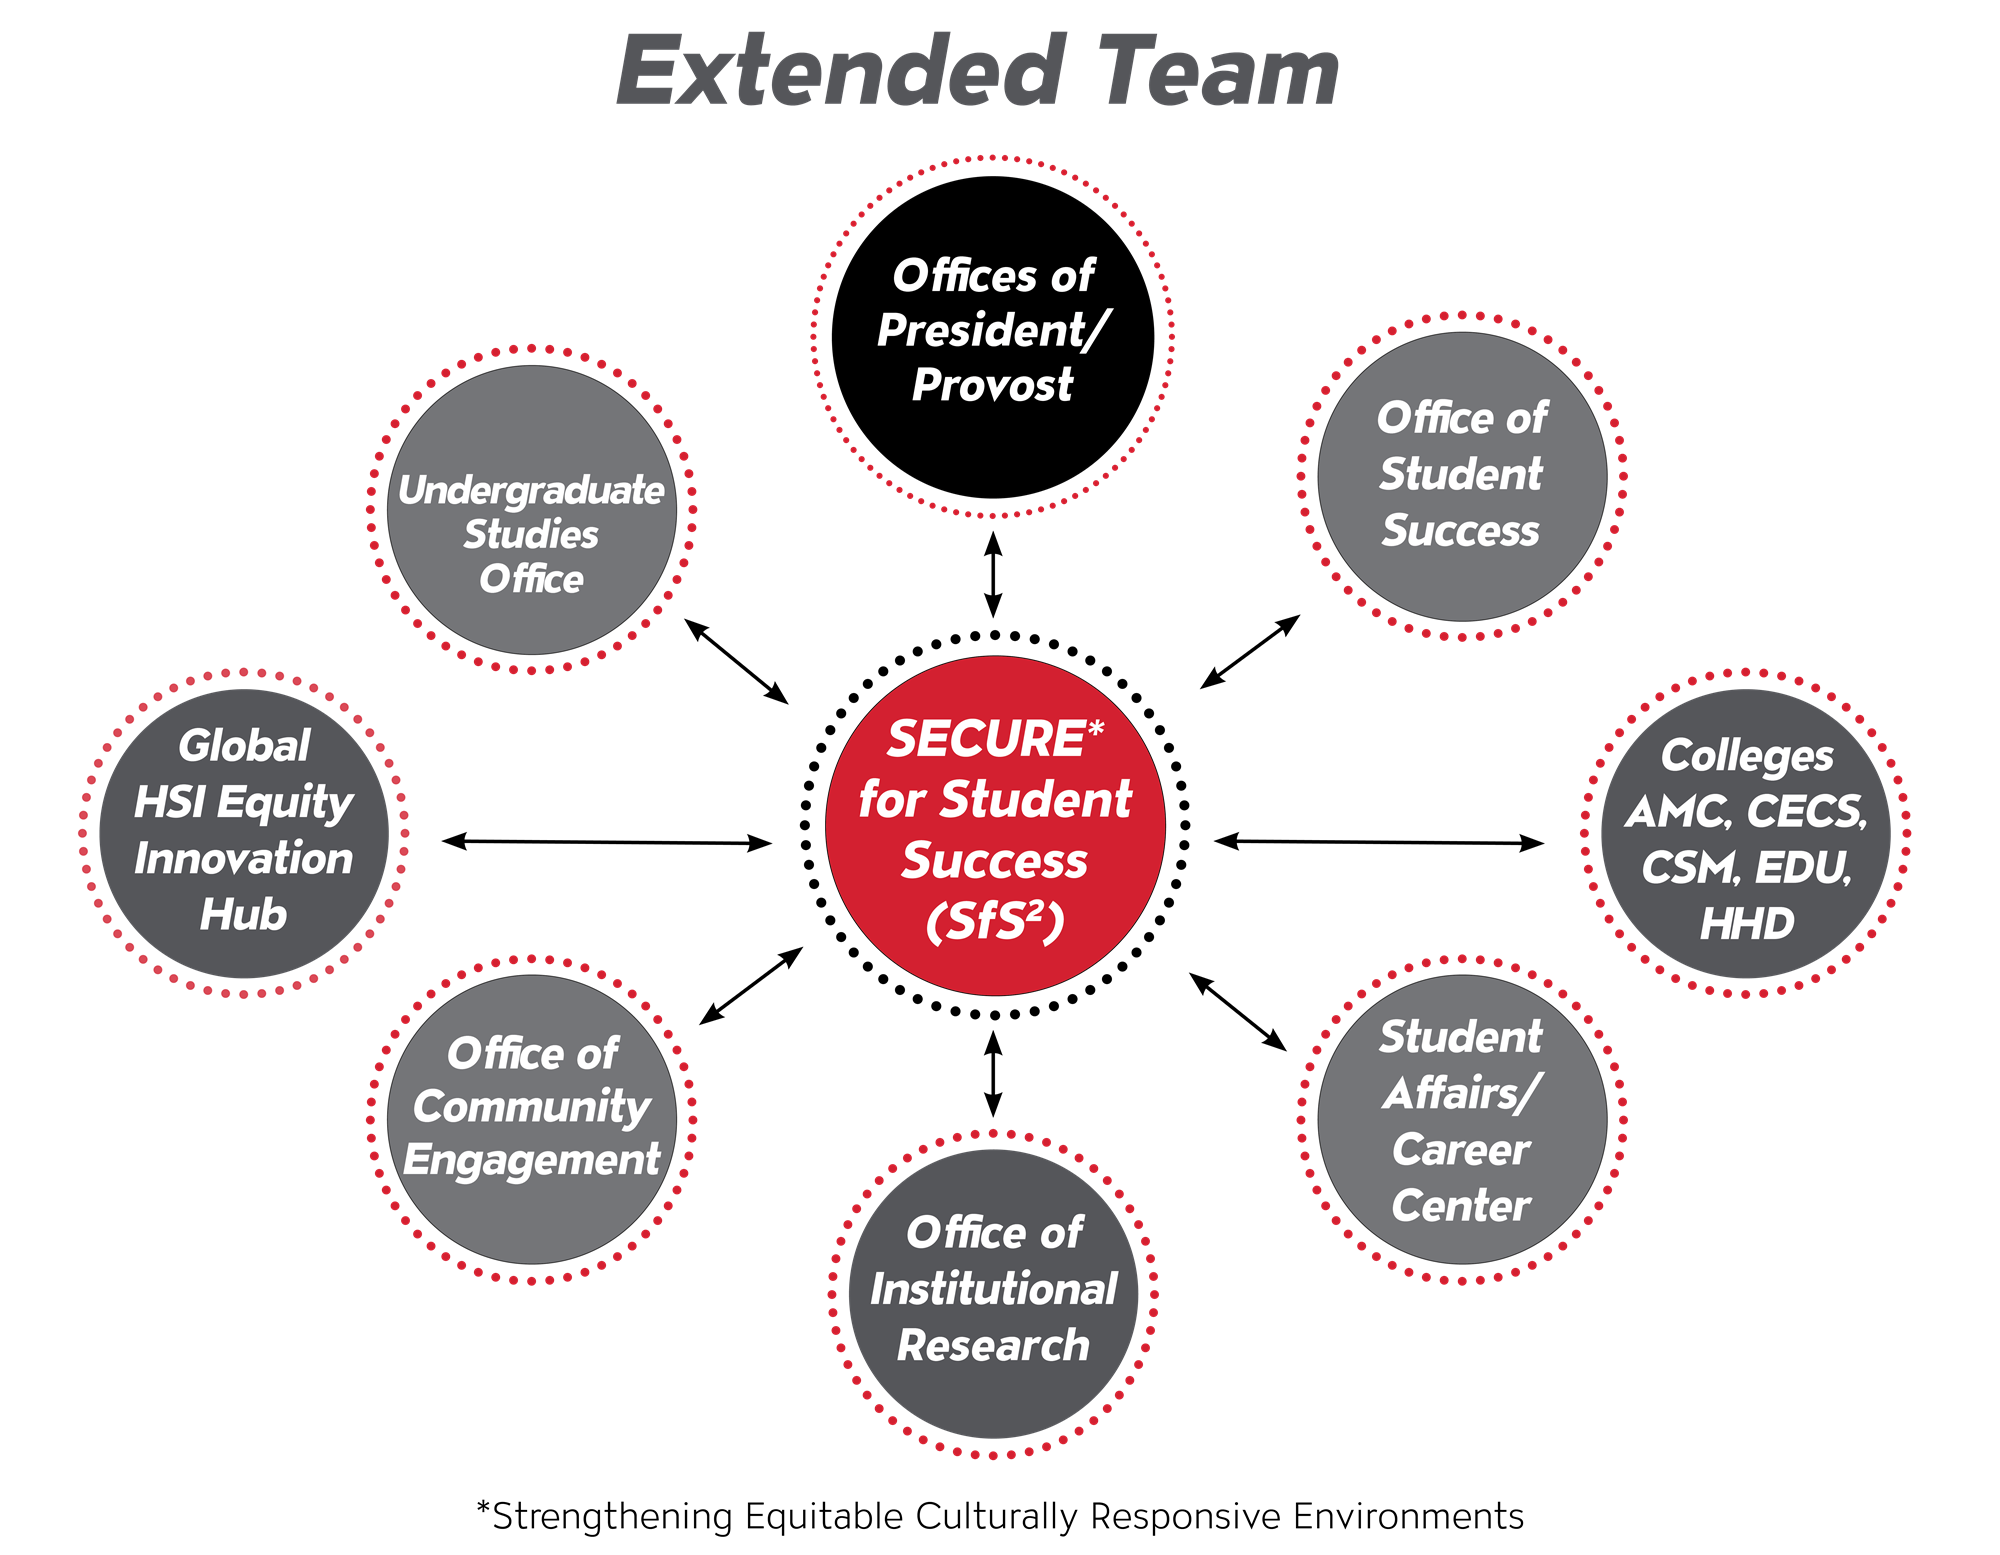 Extended Team
Offices of
President/
Provost
Office of
Student
Success
Undergraduate
Studies
Office
SECURE*
for Student
Success
(SfS²)
Global
HSI Equity
Innovation
Hub
Colleges
AMC, CECS,
CSM, EDU,
HHD
Office of
Community
Engagement
Student
Affairs/
Career
Center
Office of
Institutional
Research
*Strengthening Equitable Culturally Responsive Environments